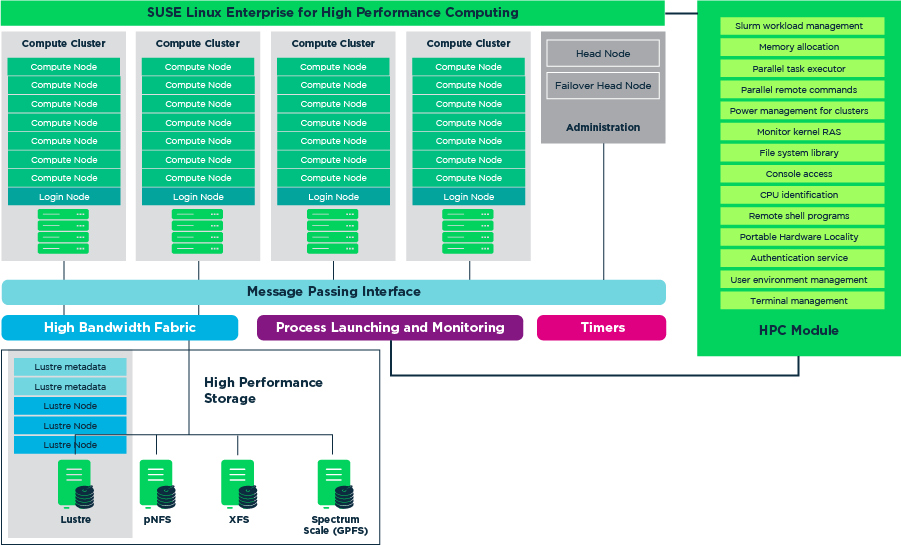 SUSE Linux Enterprise for High Performance Computing
Compute Cluster
Compute Node
Compute Node
Compute Node
Compute Node
Compute Node
Compute Node
Compute Node
Login Node
Compute Cluster
Compute Node
Compute Node
Compute Node
Compute Node
Compute Node
Compute Node
Compute Node
Login Node
Compute Cluster
Compute Node
Compute Node
Compute Node
Compute Node
Compute Node
Compute Node
Compute Node
Login Node
Compute Cluster
Compute Node
Compute Node
Compute Node
Compute Node
Compute Node
Compute Node
Compute Node
Login Node
Head Node
Failover Head Node
Administration
Slurm workload management
Memory allocation
Parallel task executor
Parallel remote commands
Power management for clusters
Monitor kernel RAS
File system library
Console access
CPU identification
Remote shell programs
Portable Hardware Locality
Authentication service
User environment management
Terminal management
HPC Module
Message Passing Interface
High Bandwidth Fabric
Process Launching and Monitoring
Timers
Lustre metadata
Lustre metadata
Lustre Node
Lustre Node
Lustre Node
High Performance
Storage
Lustre
pNFS
XFS
Spectrum
Scale (GPFS)